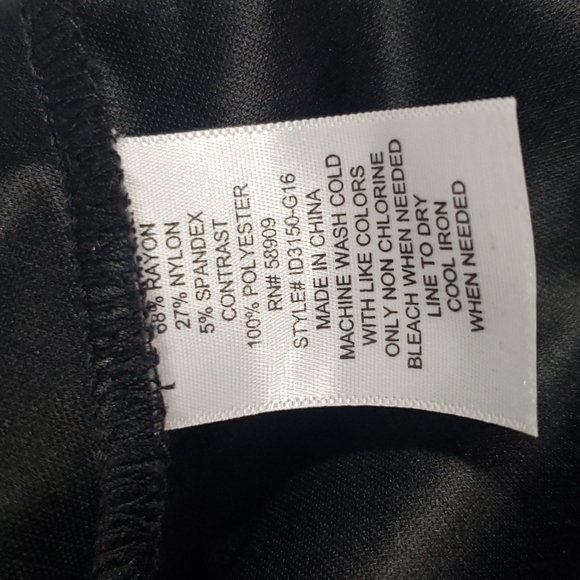 68% RAYON
27% NYLON
5% SPANDEX
CONTRAST
100% POLYESTER
RN# 58909
STYLE# ID3150-G16
MADE IN CHINA
MACHINE WASH COLD
WITH LIKE COLORS
ONLY NON CHLORINE
BLEACH WHEN NEEDED
LINE TO DRY
COOL IRON
WHEN NEEDED